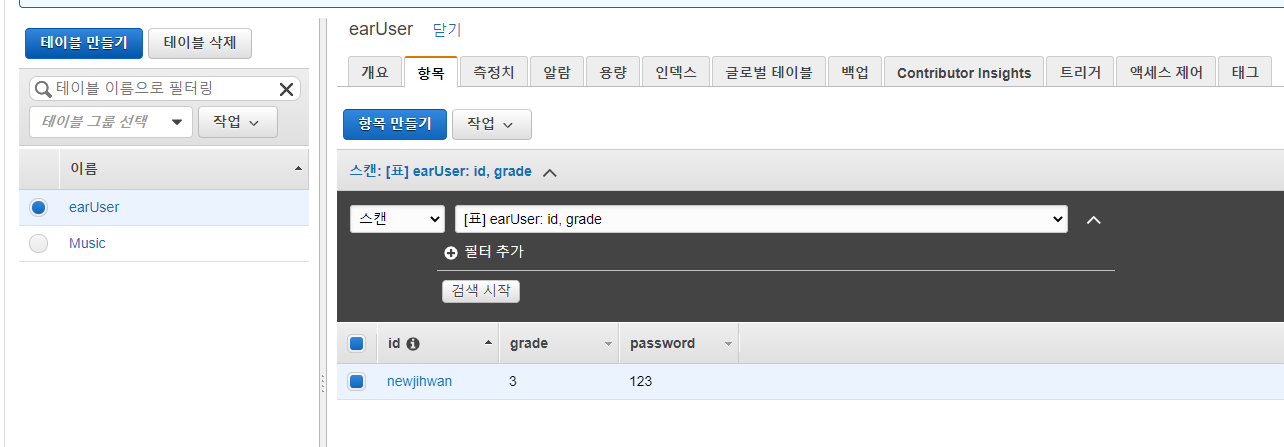 earUser 닫기
테이블 만들기 테이블 삭제
개요 항목 측정치 알람 용량 인덱스 글로벌 테이블 백업 Contributor Insights 트리거 액세스 제어 태그
테이블 이름으로 필터링
테이블 그룹 선택 작업
항목 만들기 작업
이름
스캔: [표] earUser: id, grade
earUser
스캔 [표] earUser: id, grade
Music
필터 추가
검색 시작
id grade password
newjihwan 3 123